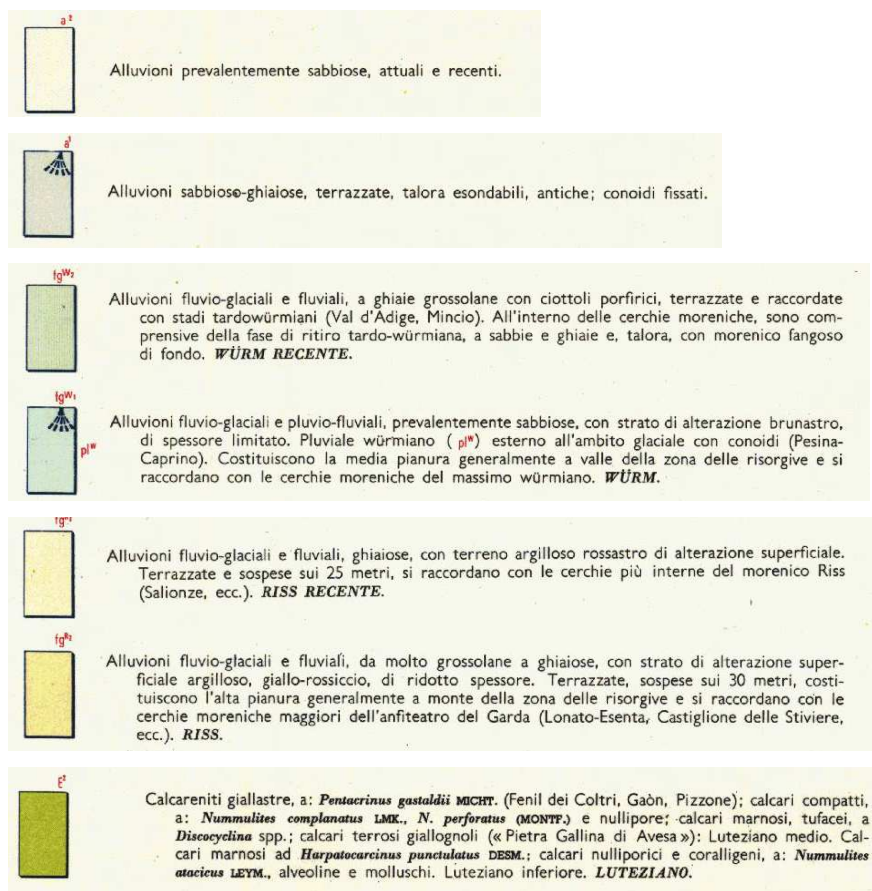 a²
Alluvioni prevalentemente sabbiose, attuali e recenti.
a¹
Alluvioni sabbioso-ghiaiose, terrazzate, talora esondabili, antiche; conoidi fissati.
fgW₂
Alluvioni fluvio-glaciali e fluviali, a ghiaie grossolane con ciottoli porfirici, terrazzate e raccordate
con stadi tardowürmiani (Val d'Adige, Mincio). All'interno delle cerchie moreniche, sono com-
prensive della fase di ritiro tardo-würmiana, a sabbie e ghiaie e, talora, con morenico fangoso
di fondo. WÜRM RECENTE.
fgW₁
Alluvioni fluvio-glaciali e pluvio-fluviali, prevalentemente sabbiose, con strato di alterazione brunastro,
di spessore limitato. Pluviale würmiano ( plᵂ) esterno all'ambito glaciale con conoidi (Pesina-
plᵂ
Caprino). Costituiscono la media pianura generalmente a valle della zona delle risorgive e si
raccordano con le cerchie moreniche del massimo würmiano. WÜRM.
Alluvioni fluvio-glaciali e fluviali, ghiaiose, con terreno argilloso rossastro di alterazione superficiale.
Terrazzate e sospese sui 25 metri, si raccordano con le cerchie più interne del morenico Riss
(Salionze, ecc.). RISS RECENTE.
fgR₂
Alluvioni fluvio-glaciali e fluviali, da molto grossolane a ghiaiose, con strato di alterazione super-
ficiale argilloso, giallo-rossiccio, di ridotto spessore. Terrazzate, sospese sui 30 metri, costi-
tuiscono l'alta pianura generalmente a monte della zona delle risorgive e si raccordano con le
cerchie moreniche maggiori dell'anfiteatro del Garda (Lonato-Esenta, Castiglione delle Stiviere,
ecc.). RISS.
E²
Calcareniti giallastre, a: Pentacrinus gastaldii MICHT. (Fenil dei Coltri, Gaòn, Pizzone); calcari compatti,
a: Nummulites complanatus LMK., N. perforatus (MONTF.) e nullipore; calcari marnosi, tufacei, a
Discocyclina spp.; calcari terrosi giallognoli (« Pietra Gallina di Avesa »): Luteziano medio. Cal-
cari marnosi ad Harpatocarcinus punctulatus DESM.; calcari nulliporici e coralligeni, a: Nummulites
atacicus LEYM., alveoline e molluschi. Luteziano inferiore. LUTEZIANO.